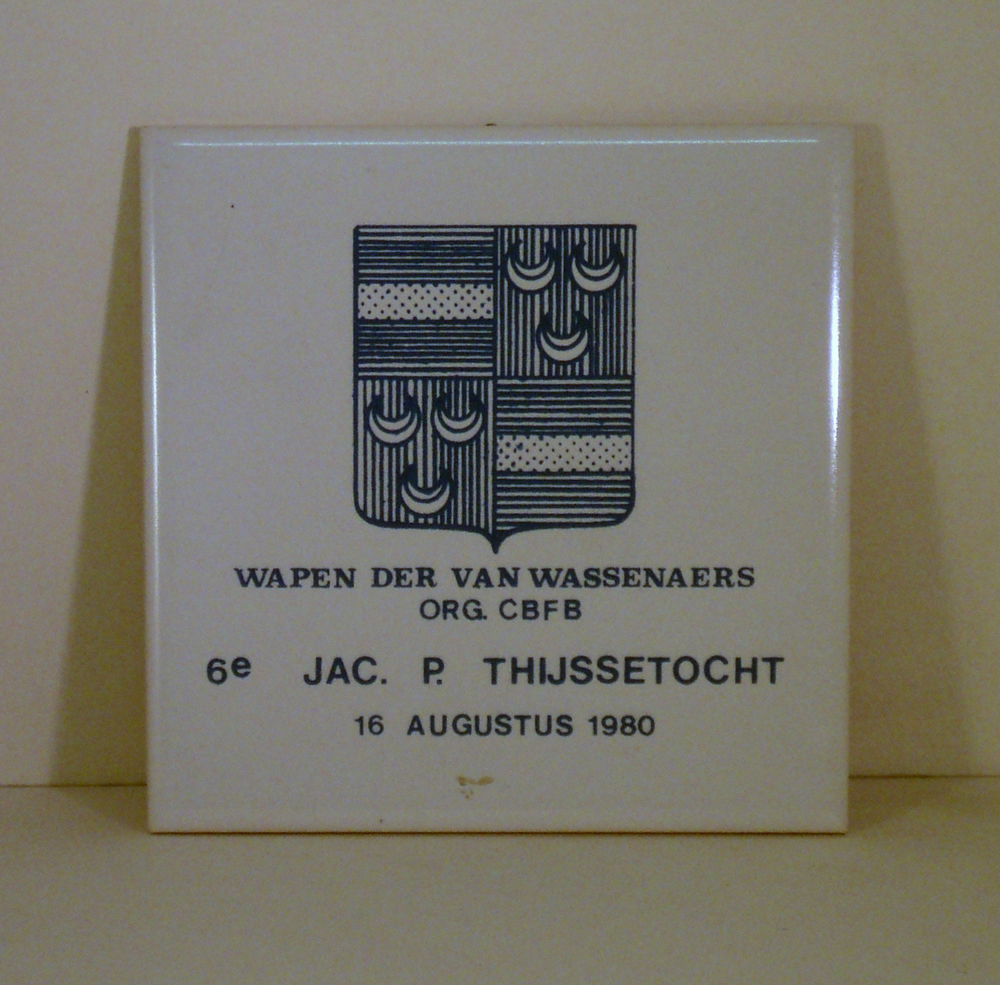 WAPEN DER VAN WASSENAERS
ORG. CBFB
6e JAC. P. THIJSSETOCHT
16 AUGUSTUS 1980